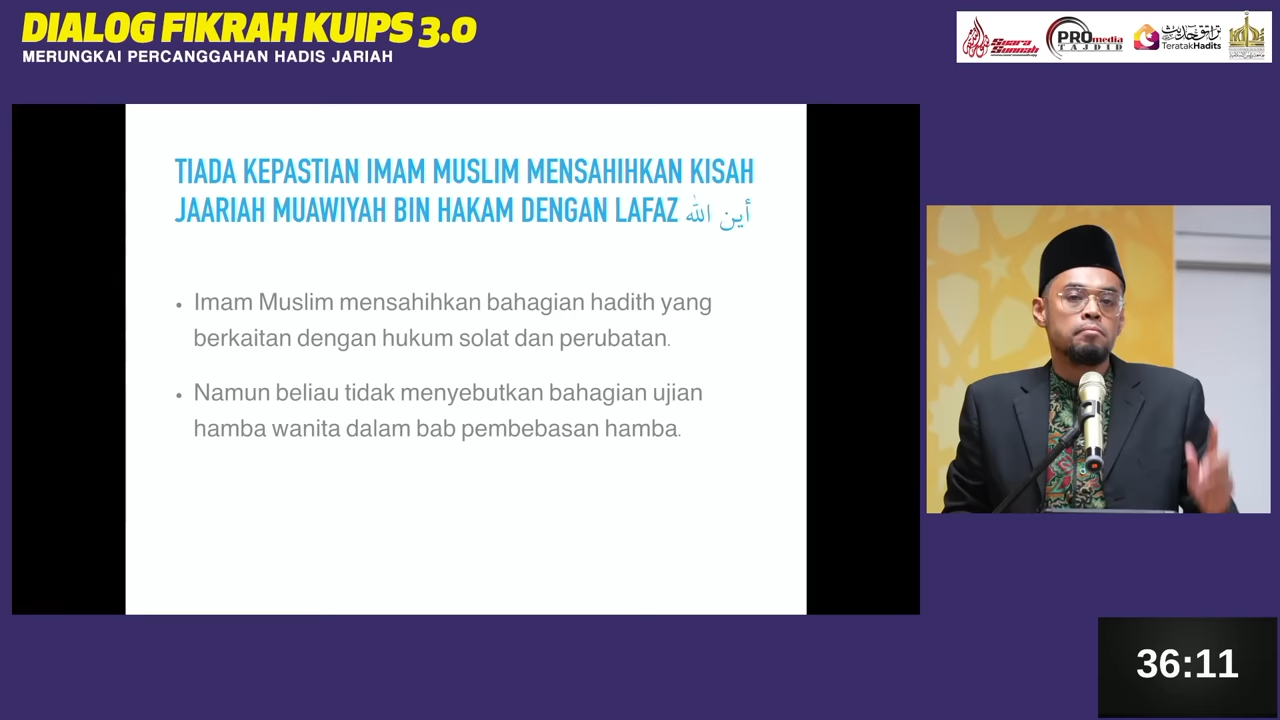 DIALOG FIKRAH KUIPS 3.0
MERUNGKAI PERCANGGAHAN HADIS JARIAH
Suara Sunnah
PROmedia
TAJDID
TeratakHadits
TIADA KEPASTIAN IMAM MUSLIM MENSAHIHKAN KISAH
JAARIAH MUAWIYAH BIN HAKAM DENGAN LAFAZ أين الله
• Imam Muslim mensahihkan bahagian hadith yang
berkaitan dengan hukum solat dan perubatan.
• Namun beliau tidak menyebutkan bahagian ujian
hamba wanita dalam bab pembebasan hamba.
36:11